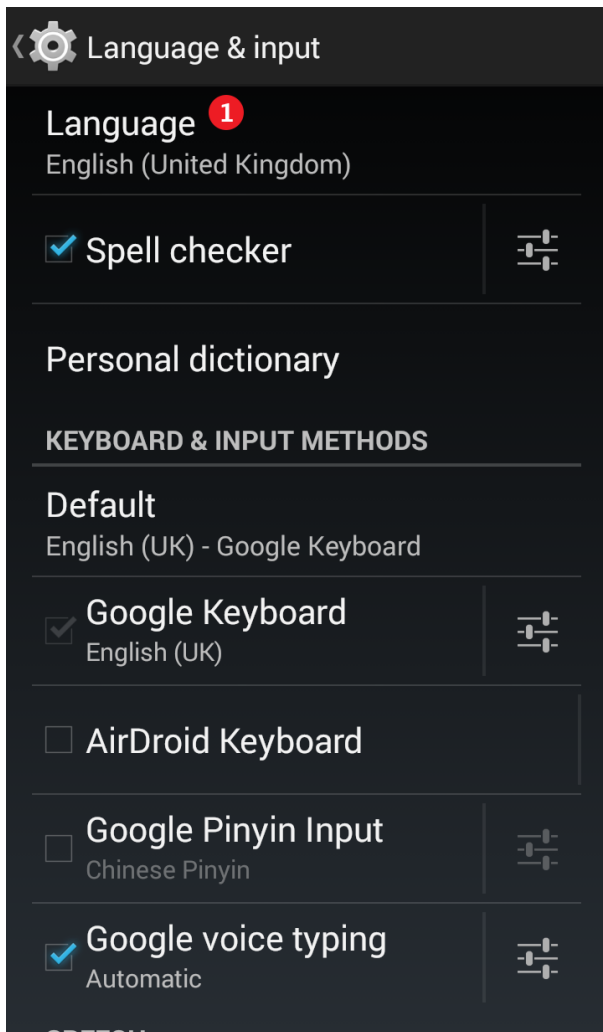 Language & input
Language 1
English (United Kingdom)
Spell checker
Personal dictionary
KEYBOARD & INPUT METHODS
Default
English (UK) - Google Keyboard
Google Keyboard
English (UK)
AirDroid Keyboard
Google Pinyin Input
Chinese Pinyin
Google voice typing
Automatic
SPEECH